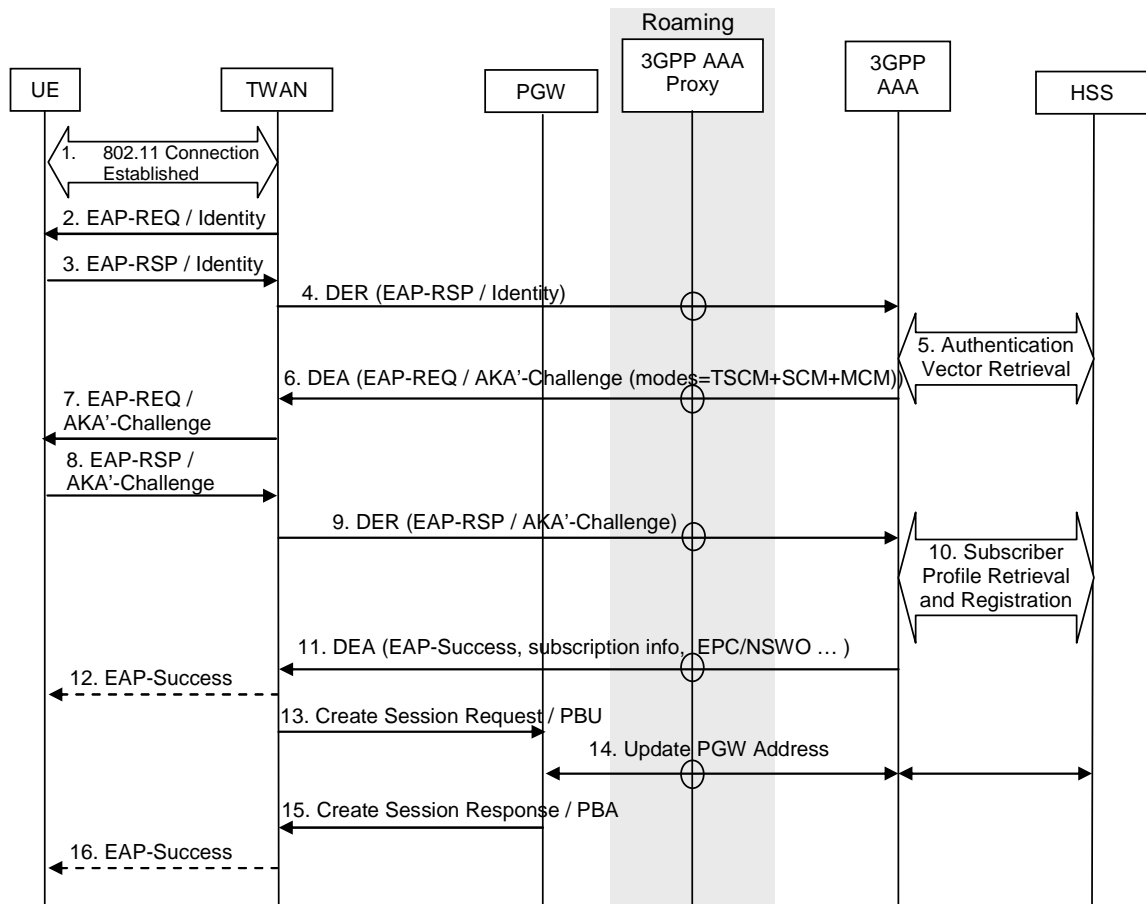 Roaming
UE
TWAN
PGW
3GPP AAA
Proxy
3GPP
AAA
HSS
1. 802.11 Connection
Established
2. EAP-REQ / Identity
3. EAP-RSP / Identity
4. DER (EAP-RSP / Identity)
5. Authentication
Vector Retrieval
6. DEA (EAP-REQ / AKA'-Challenge (modes=TSCM+SCM+MCM))
7. EAP-REQ /
AKA'-Challenge
8. EAP-RSP /
AKA'-Challenge
9. DER (EAP-RSP / AKA'-Challenge)
10. Subscriber
Profile Retrieval
and Registration
11. DEA (EAP-Success, subscription info, EPC/NSWO … )
12. EAP-Success
13. Create Session Request / PBU
14. Update PGW Address
15. Create Session Response / PBA
16. EAP-Success